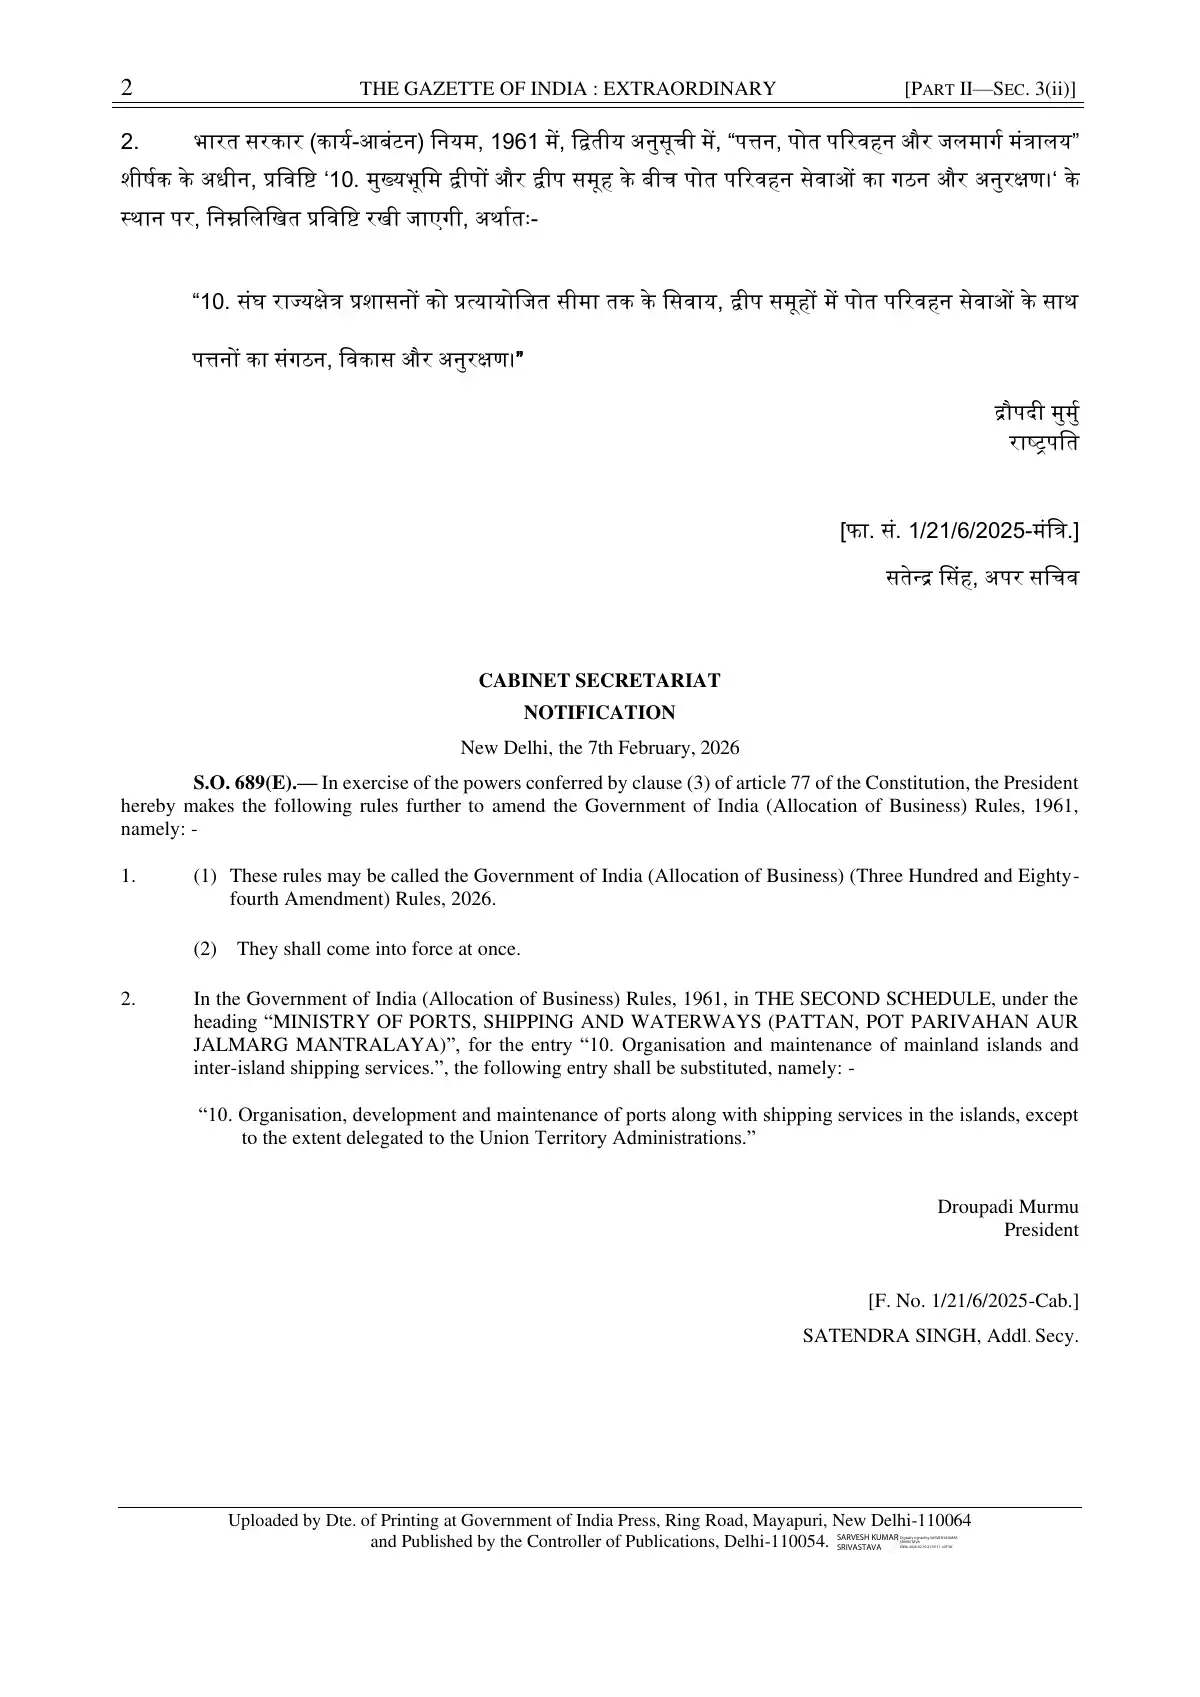 2 THE GAZETTE OF INDIA : EXTRAORDINARY [PART II—SEC. 3(ii)]
2. भारत सरकार (कार्य-आबंटन) नियम, 1961 में, द्वितीय अनुसूची में, “पत्तन, पोत परिवहन और जलमार्ग मंत्रालय”
शीर्षक के अधीन, प्रविष्टि ‘10. मुख्यभूमि द्वीपों और द्वीप समूह के बीच पोत परिवहन सेवाओं का गठन और अनुरक्षण।‘ के
स्थान पर, निम्नलिखित प्रविष्टि रखी जाएगी, अर्थात:-
“10. संघ राज्यक्षेत्र प्रशासनों को प्रत्यायोजित सीमा तक के सिवाय, द्वीप समूहों में पोत परिवहन सेवाओं के साथ
पत्तनों का संगठन, विकास और अनुरक्षण।”
द्रौपदी मुर्मु
राष्ट्रपति
[फा. सं. 1/21/6/2025-मंत्रि.]
सतेन्द्र सिंह, अपर सचिव
CABINET SECRETARIAT
NOTIFICATION
New Delhi, the 7th February, 2026
S.O. 689(E).— In exercise of the powers conferred by clause (3) of article 77 of the Constitution, the President
hereby makes the following rules further to amend the Government of India (Allocation of Business) Rules, 1961,
namely: -
1. (1) These rules may be called the Government of India (Allocation of Business) (Three Hundred and Eighty-
fourth Amendment) Rules, 2026.
(2) They shall come into force at once.
2. In the Government of India (Allocation of Business) Rules, 1961, in THE SECOND SCHEDULE, under the
heading “MINISTRY OF PORTS, SHIPPING AND WATERWAYS (PATTAN, POT PARIVAHAN AUR
JALMARG MANTRALAYA)”, for the entry “10. Organisation and maintenance of mainland islands and
inter-island shipping services.”, the following entry shall be substituted, namely: -
“10. Organisation, development and maintenance of ports along with shipping services in the islands, except
to the extent delegated to the Union Territory Administrations.”
Droupadi Murmu
President
[F. No. 1/21/6/2025-Cab.]
SATENDRA SINGH, Addl. Secy.
Uploaded by Dte. of Printing at Government of India Press, Ring Road, Mayapuri, New Delhi-110064
and Published by the Controller of Publications, Delhi-110054. SARVESH KUMAR
SRIVASTAVA